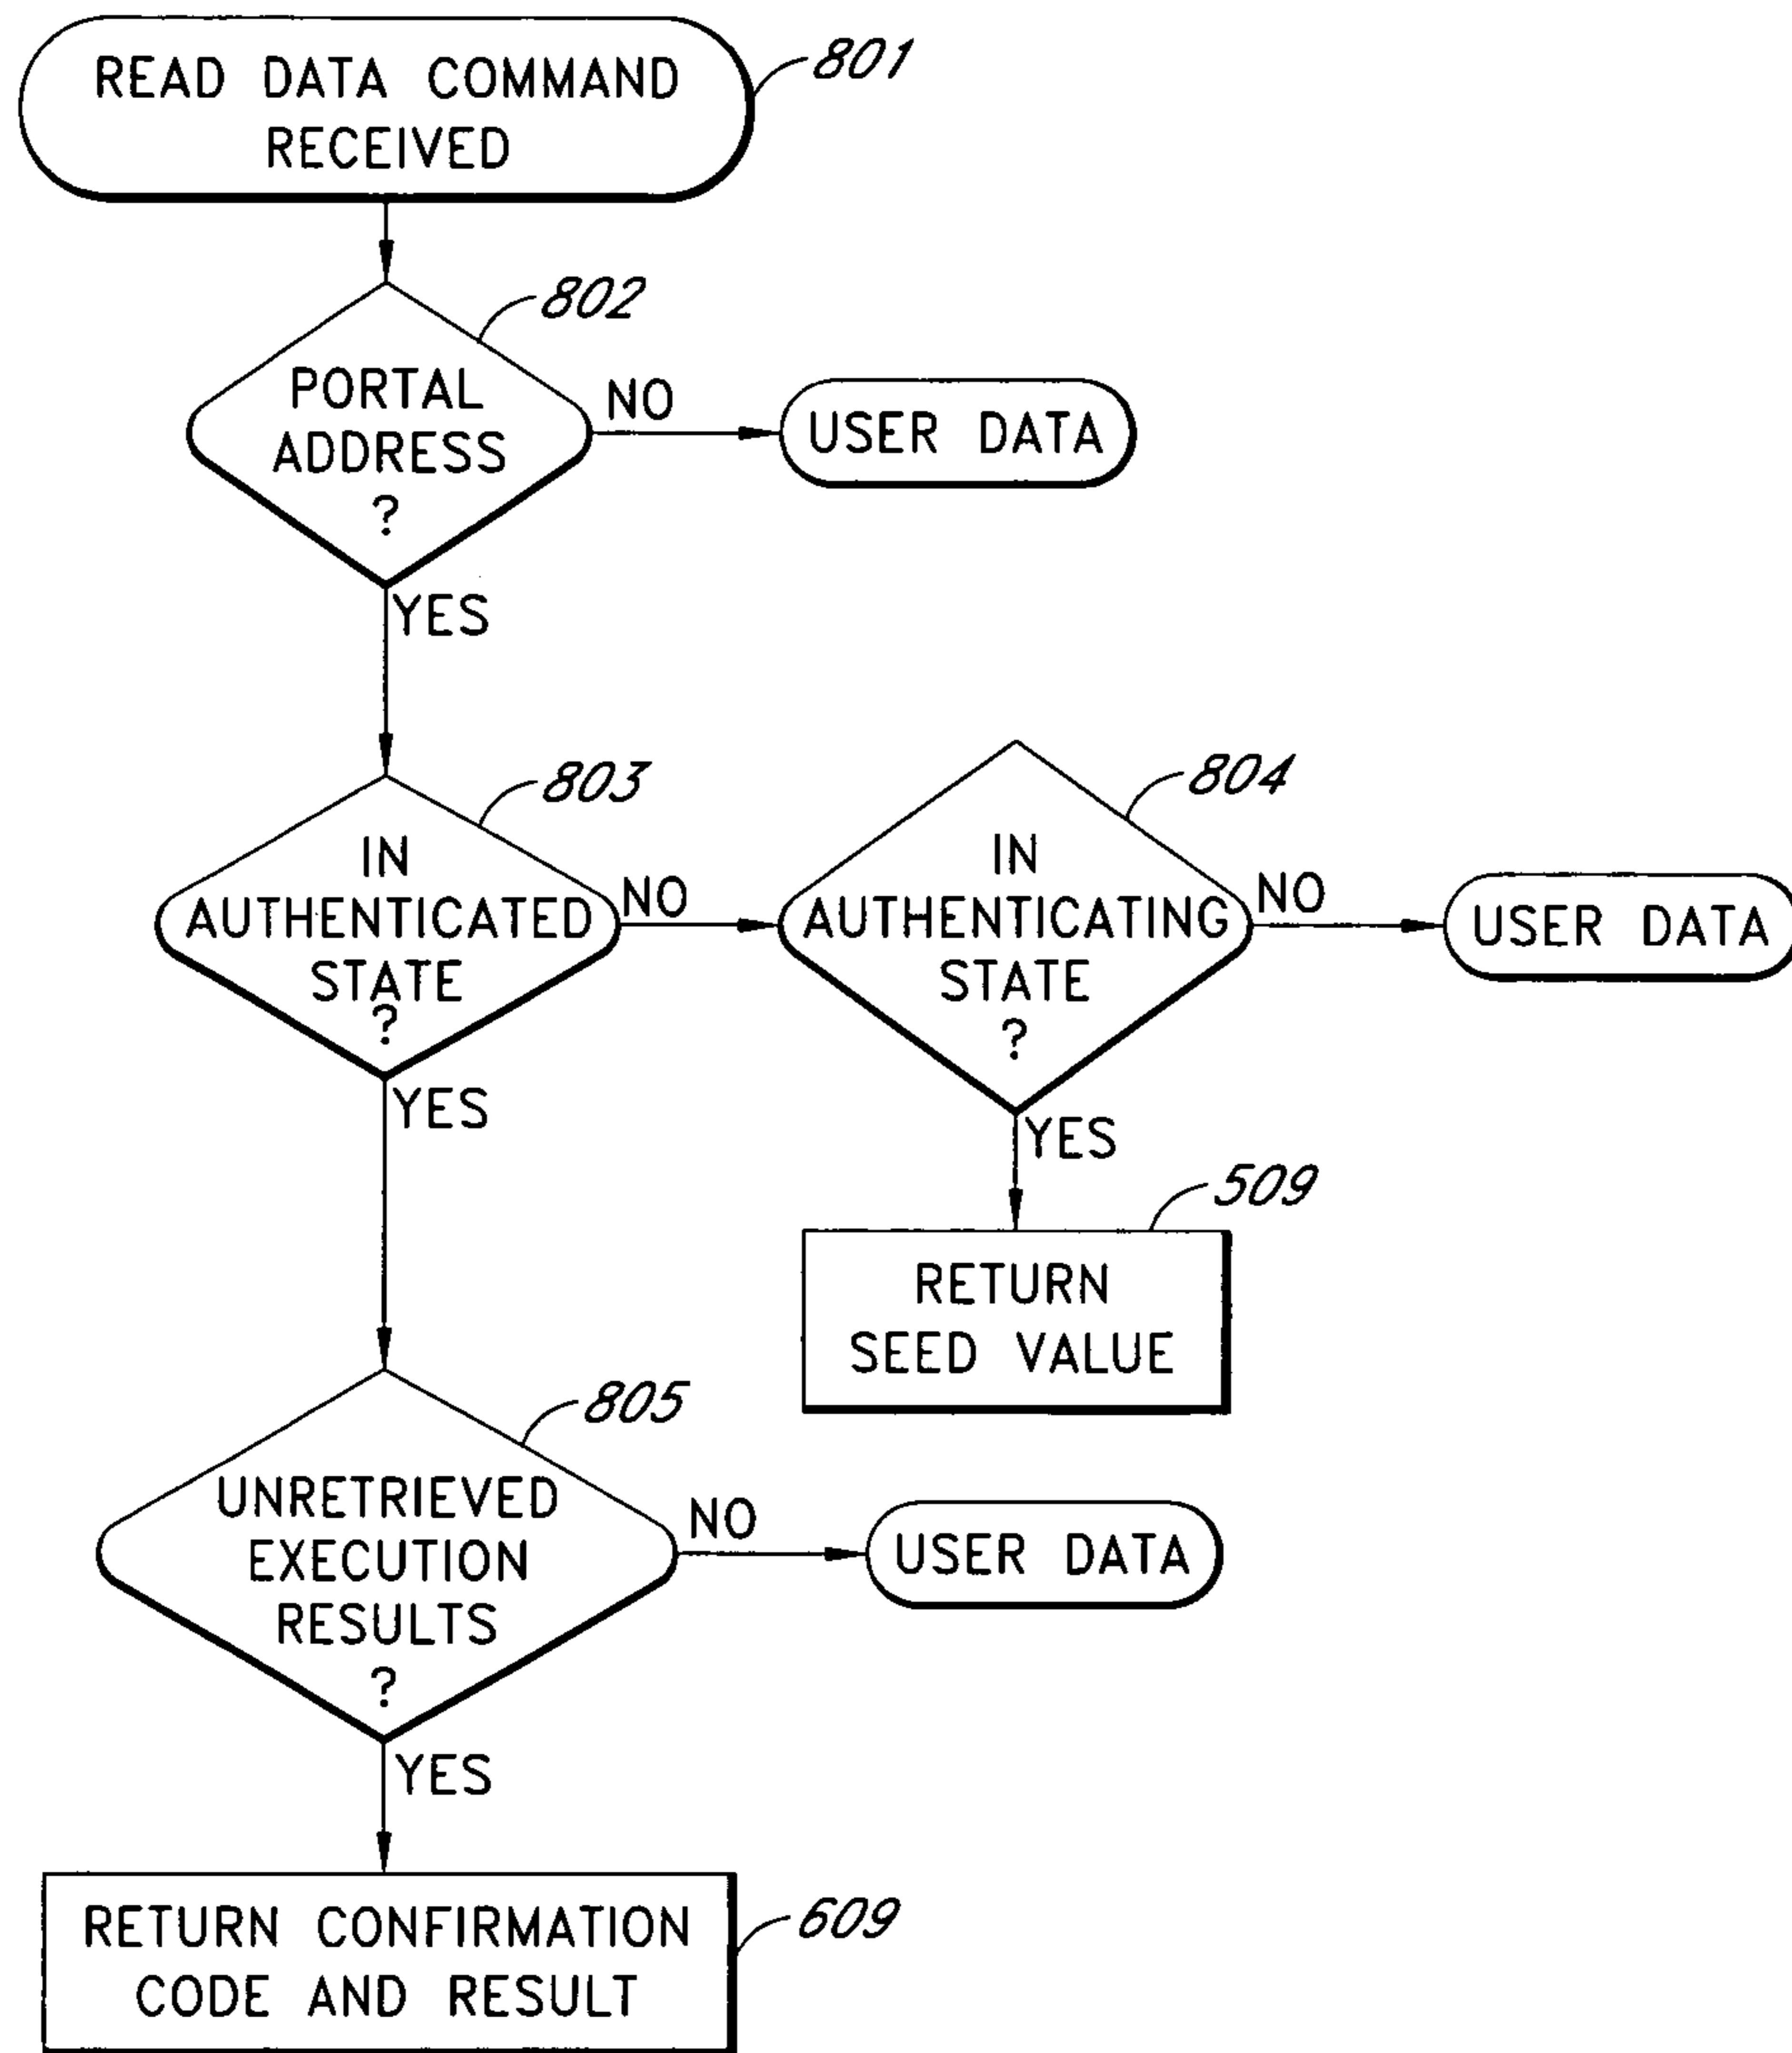 READ DATA COMMAND
RECEIVED
801
802
PORTAL
ADDRESS
?
NO
USER DATA
YES
803
IN
AUTHENTICATED
STATE
?
NO
804
IN
AUTHENTICATING
STATE
?
NO
USER DATA
YES
YES
509
RETURN
SEED VALUE
805
UNRETRIEVED
EXECUTION
RESULTS
?
NO
USER DATA
YES
RETURN CONFIRMATION
CODE AND RESULT
609